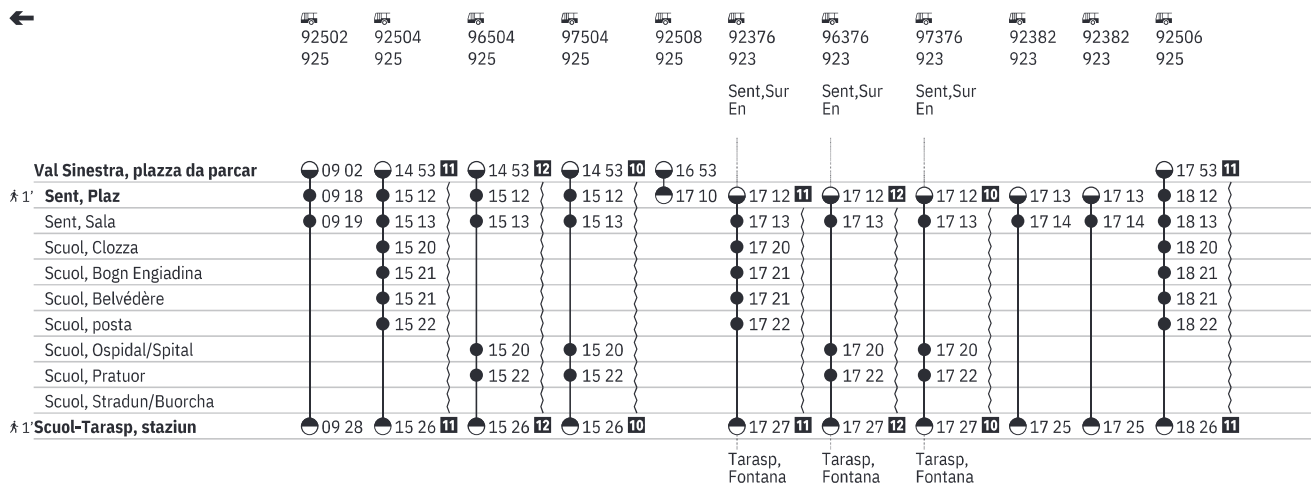 92502 92504 96504 97504 92508 92376 96376 97376 92382 92382 92506
925 925 925 925 925 923 923 923 923 923 925
Sent,Sur Sent,Sur Sent,Sur
En En En
Val Sinestra, plazza da parcar 09 02 14 53 11 14 53 12 14 53 10 16 53 17 53 11
1' Sent, Plaz 09 18 15 12 15 12 15 12 17 10 17 12 11 17 12 12 17 12 10 17 13 17 13 18 12
Sent, Sala 09 19 15 13 15 13 15 13 17 13 17 13 17 13 17 14 17 14 18 13
Scuol, Clozza 15 20 17 20 18 20
Scuol, Bogn Engiadina 15 21 17 21 18 21
Scuol, Belvédère 15 21 17 21 18 21
Scuol, posta 15 22 17 22 18 22
Scuol, Ospidal/Spital 15 20 15 20 17 20 17 20
Scuol, Pratuor 15 22 15 22 17 22 17 22
Scuol, Stradun/Buorcha
1' Scuol-Tarasp, staziun 09 28 15 26 11 15 26 12 15 26 10 17 27 11 17 27 12 17 27 10 17 25 17 25 18 26 11
Tarasp, Tarasp, Tarasp,
Fontana Fontana Fontana